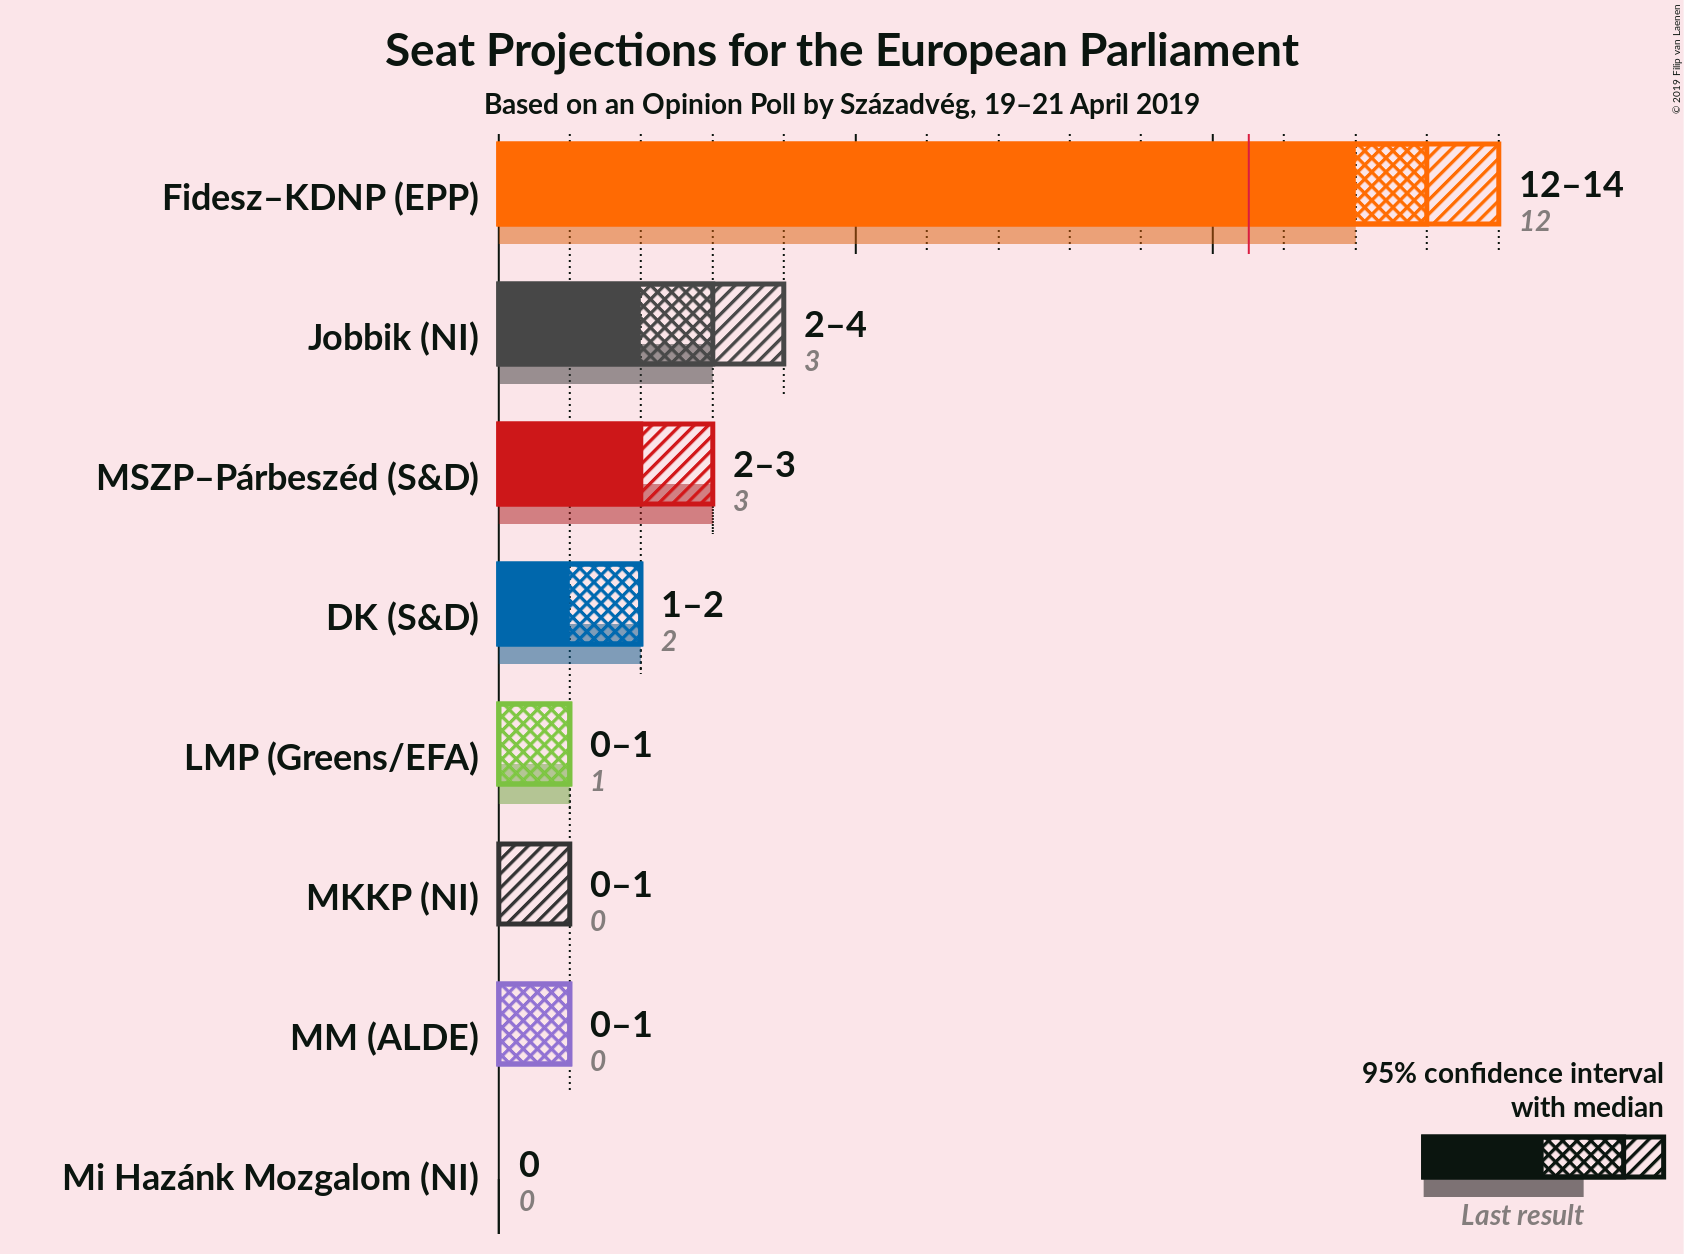 Seat Projections for the European Parliament
Based on an Opinion Poll by Századvég, 19–21 April 2019
© 2019 Filip van Laenen
Fidesz–KDNP (EPP)
12–14
12
Jobbik (NI)
2–4
3
MSZP–Párbeszéd (S&D)
2–3
3
DK (S&D)
1–2
2
LMP (Greens/EFA)
0–1
1
MKKP (NI)
0–1
0
MM (ALDE)
0–1
0
Mi Hazánk Mozgalom (NI)
0
0
95% confidence interval
with median
Last result